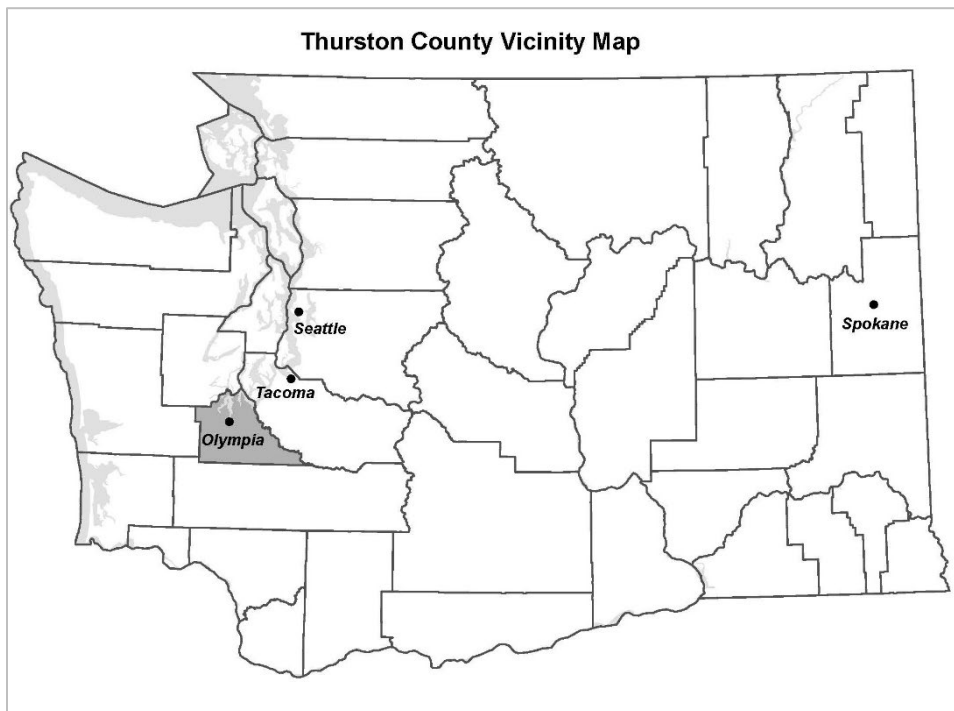 Thurston County Vicinity Map
Seattle
Spokane
Tacoma
Olympia